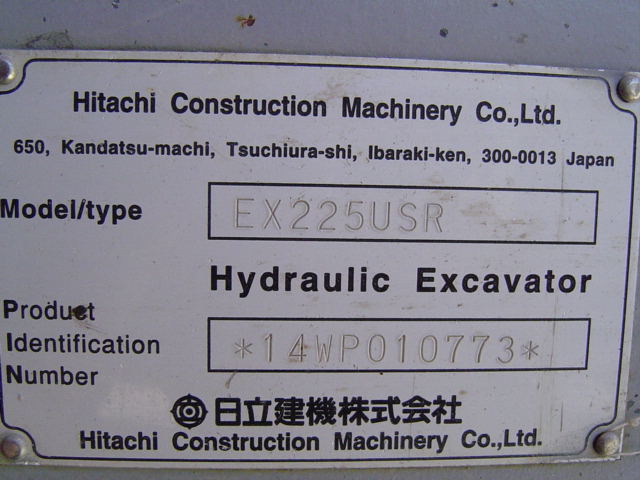 Hitachi Construction Machinery Co.,Ltd.
650, Kandatsu-machi, Tsuchiura-shi, Ibaraki-ken, 300-0013 Japan
Model/type EX225USR
Hydraulic Excavator
Product
Identification *14WP010773*
Number
日立建機株式会社
Hitachi Construction Machinery Co.,Ltd.